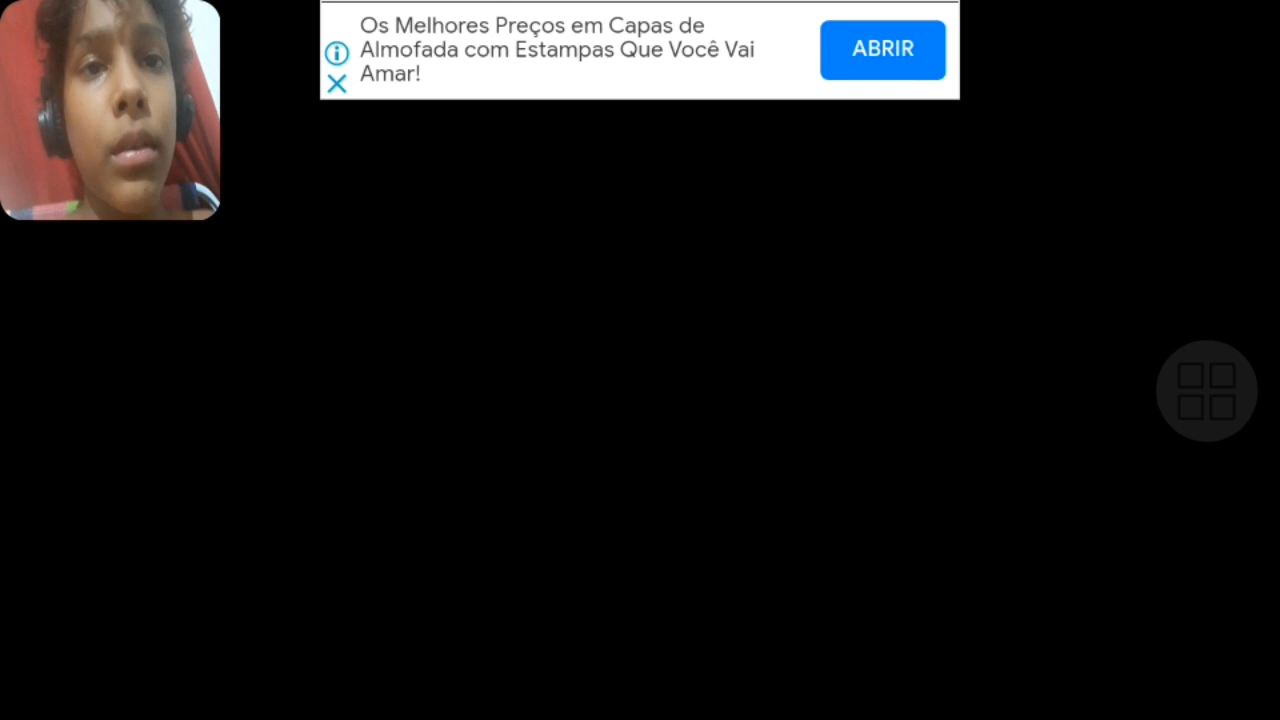 Os Melhores Preços em Capas de
Almofada com Estampas Que Você Vai
Amar!
ABRIR